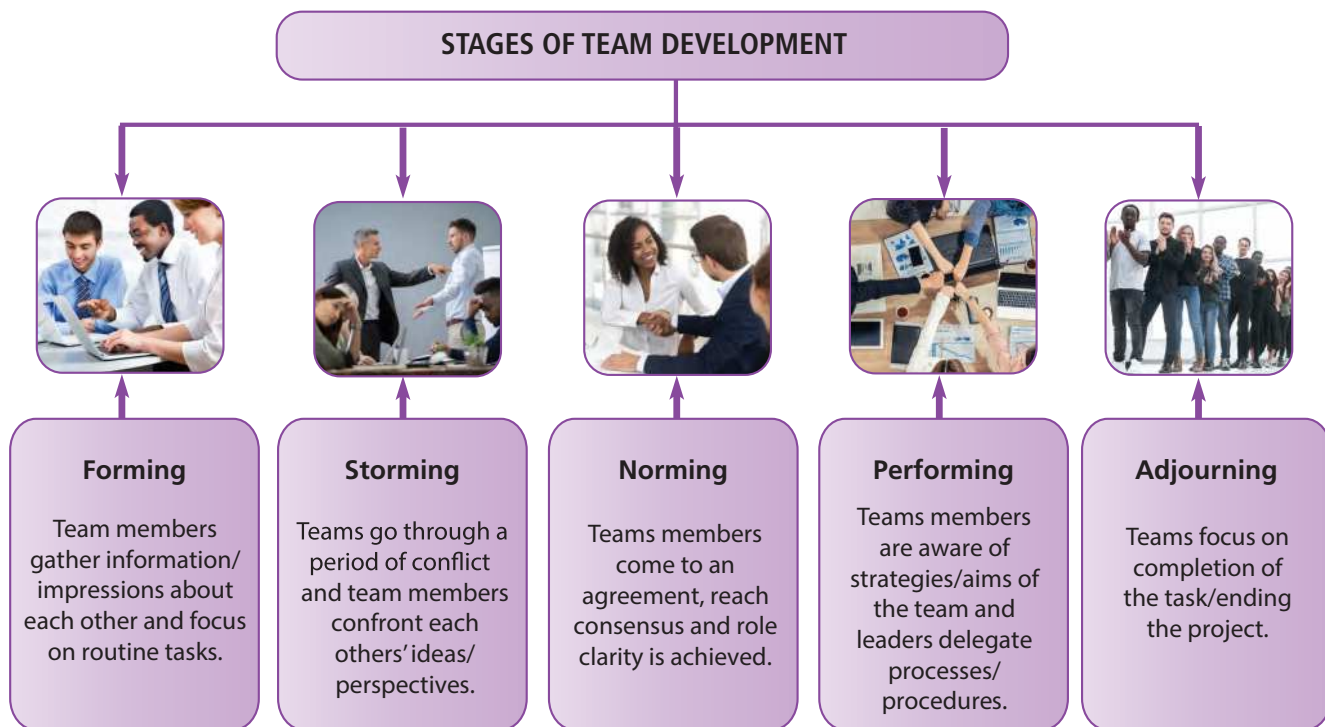 STAGES OF TEAM DEVELOPMENT
Forming
Team members
gather information/
impressions about
each other and focus
on routine tasks.
Storming
Teams go through a
period of conflict
and team members
confront each
others’ ideas/
perspectives.
Norming
Teams members
come to an
agreement, reach
consensus and role
clarity is achieved.
Performing
Teams members
are aware of
strategies/aims of
the team and
leaders delegate
processes/
procedures.
Adjourning
Teams focus on
completion of
the task/ending
the project.